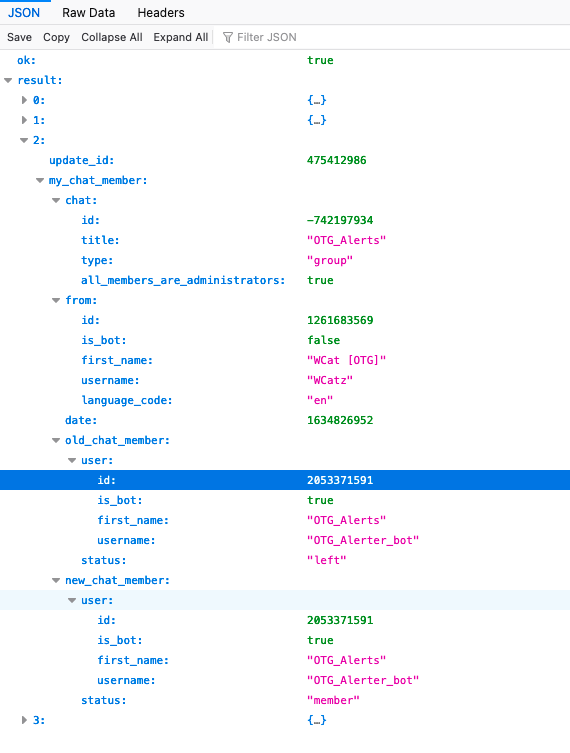 JSON Raw Data Headers
Save Copy Collapse All Expand All Filter JSON
ok: true
result:
0: {…}
1: {…}
2:
update_id: 475412986
my_chat_member:
chat:
id: -742197934
title: "OTG_Alerts"
type: "group"
all_members_are_administrators: true
from:
id: 1261683569
is_bot: false
first_name: "WCat [OTG]"
username: "WCatz"
language_code: "en"
date: 1634826952
old_chat_member:
user:
id: 2053371591
is_bot: true
first_name: "OTG_Alerts"
username: "OTG_Alerter_bot"
status: "left"
new_chat_member:
user:
id: 2053371591
is_bot: true
first_name: "OTG_Alerts"
username: "OTG_Alerter_bot"
status: "member"
3: {…}